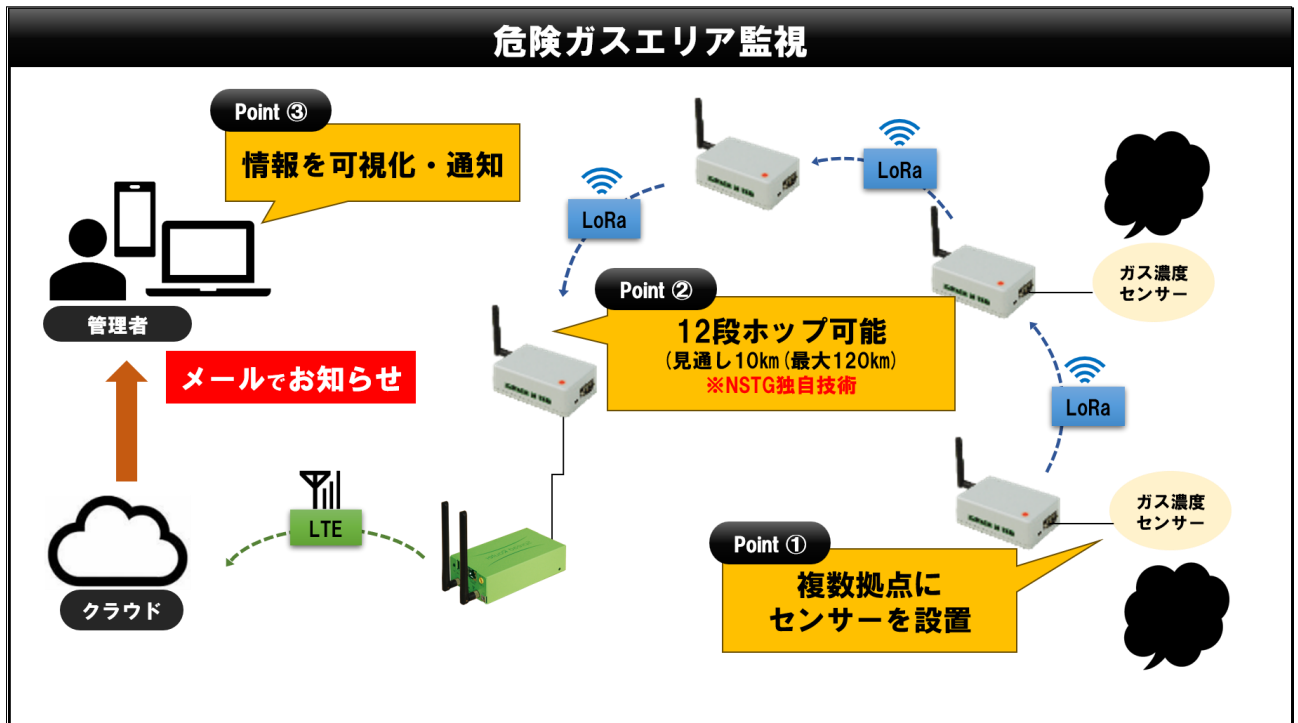 危険ガスエリア監視
Point ③
情報を可視化・通知
LoRa
LoRa
ガス濃度
センサー
Point ②
12段ホップ可能
(見通し10km(最大120km)
※NSTG独自技術
管理者
メールでお知らせ
LoRa
LTE
ガス濃度
センサー
Point ①
複数拠点に
センサーを設置
クラウド